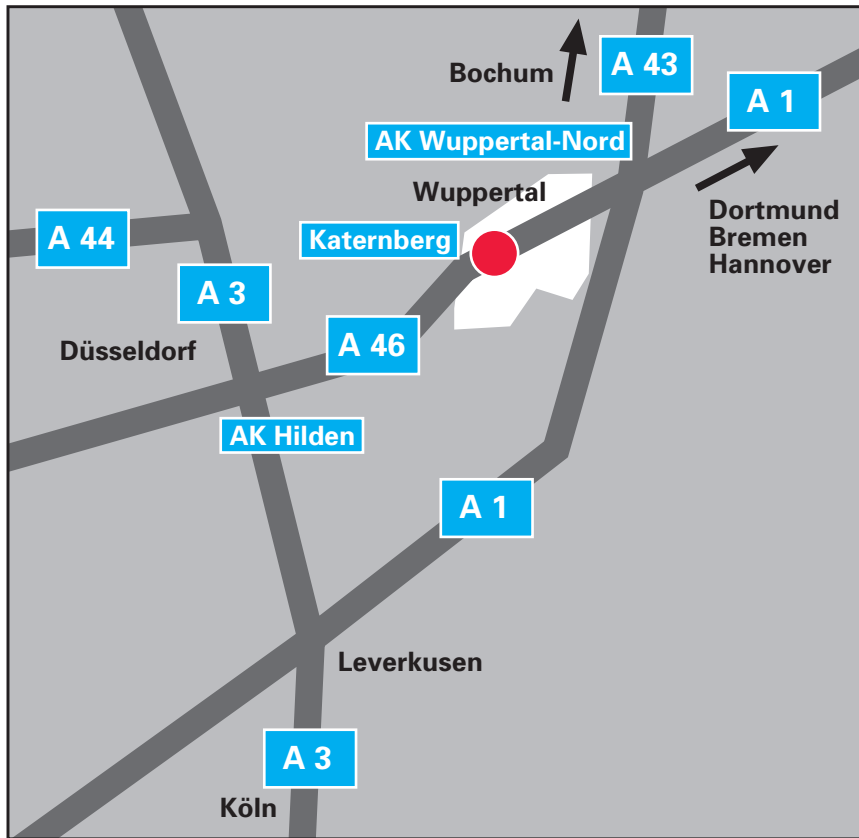 Bochum
A 43
A 1
AK Wuppertal-Nord
Wuppertal
Dortmund
Bremen
Hannover
A 44
Katernberg
A 3
Düsseldorf
A 46
AK Hilden
A 1
Leverkusen
A 3
Köln